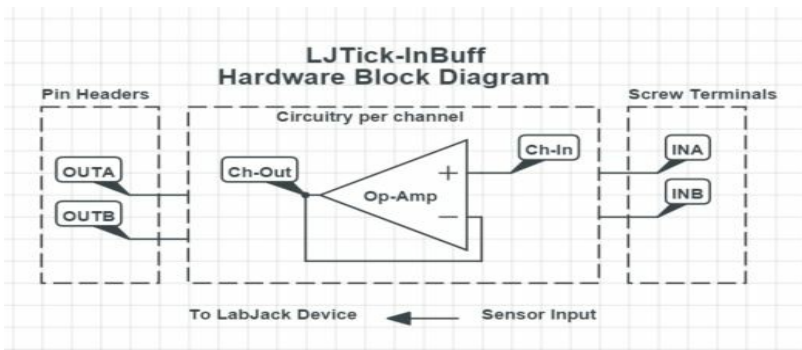 LJTick-InBuff
Hardware Block Diagram
Pin Headers
Screw Terminals
Circuitry per channel
OUTA
OUTB
Ch-Out
Op-Amp
+
−
Ch-In
INA
INB
To LabJack Device
Sensor Input